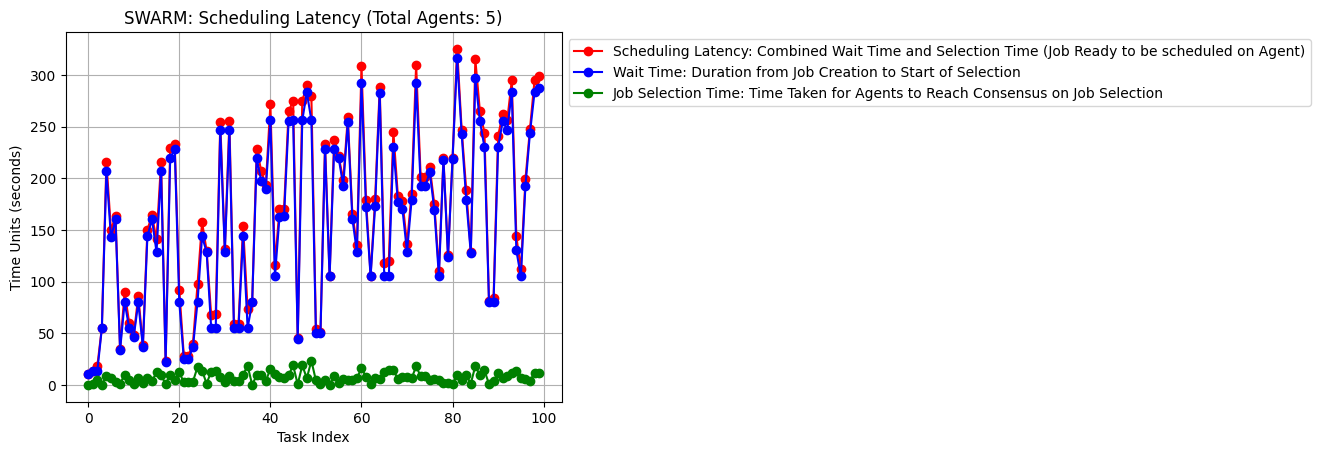 SWARM: Scheduling Latency (Total Agents: 5)
Scheduling Latency: Combined Wait Time and Selection Time (Job Ready to be scheduled on Agent)
Wait Time: Duration from Job Creation to Start of Selection
Job Selection Time: Time Taken for Agents to Reach Consensus on Job Selection
Time Units (seconds)
300
250
200
150
100
50
0
0 20 40 60 80 100
Task Index